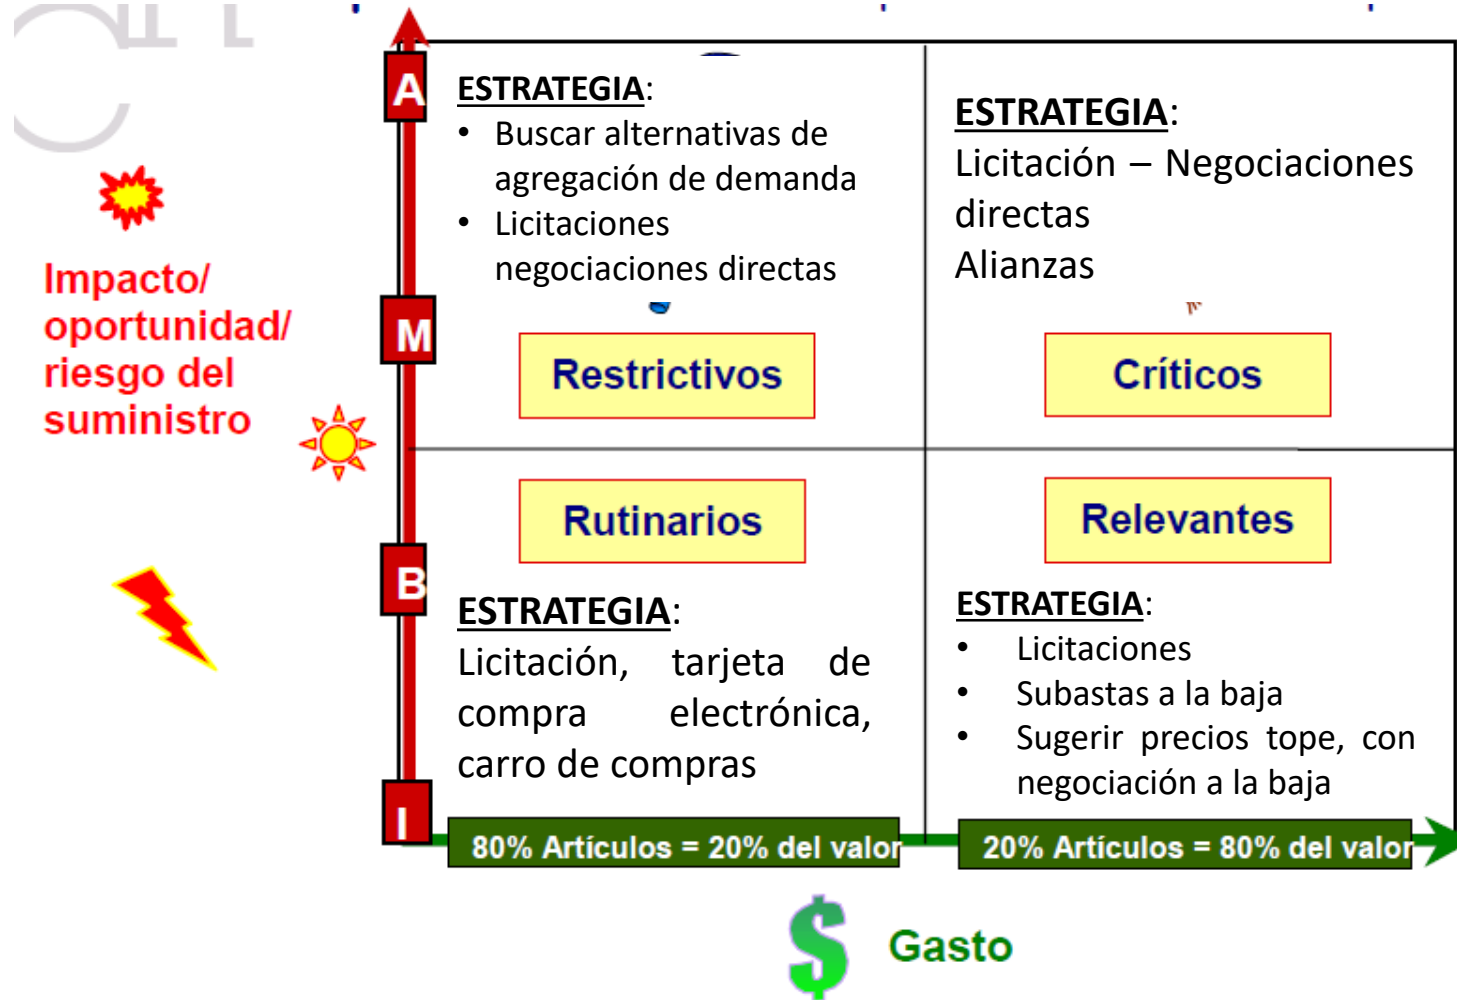 A
ESTRATEGIA:
• Buscar alternativas de
agregación de demanda
• Licitaciones
negociaciones directas
ESTRATEGIA:
Licitación – Negociaciones
directas
Alianzas
Impacto/
oportunidad/
riesgo del
suministro
M
Restrictivos
Críticos
Rutinarios
Relevantes
B
ESTRATEGIA:
Licitación, tarjeta de
compra electrónica,
carro de compras
ESTRATEGIA:
• Licitaciones
• Subastas a la baja
• Sugerir precios tope, con
negociación a la baja
I
80% Artículos = 20% del valor
20% Artículos = 80% del valor
$ Gasto